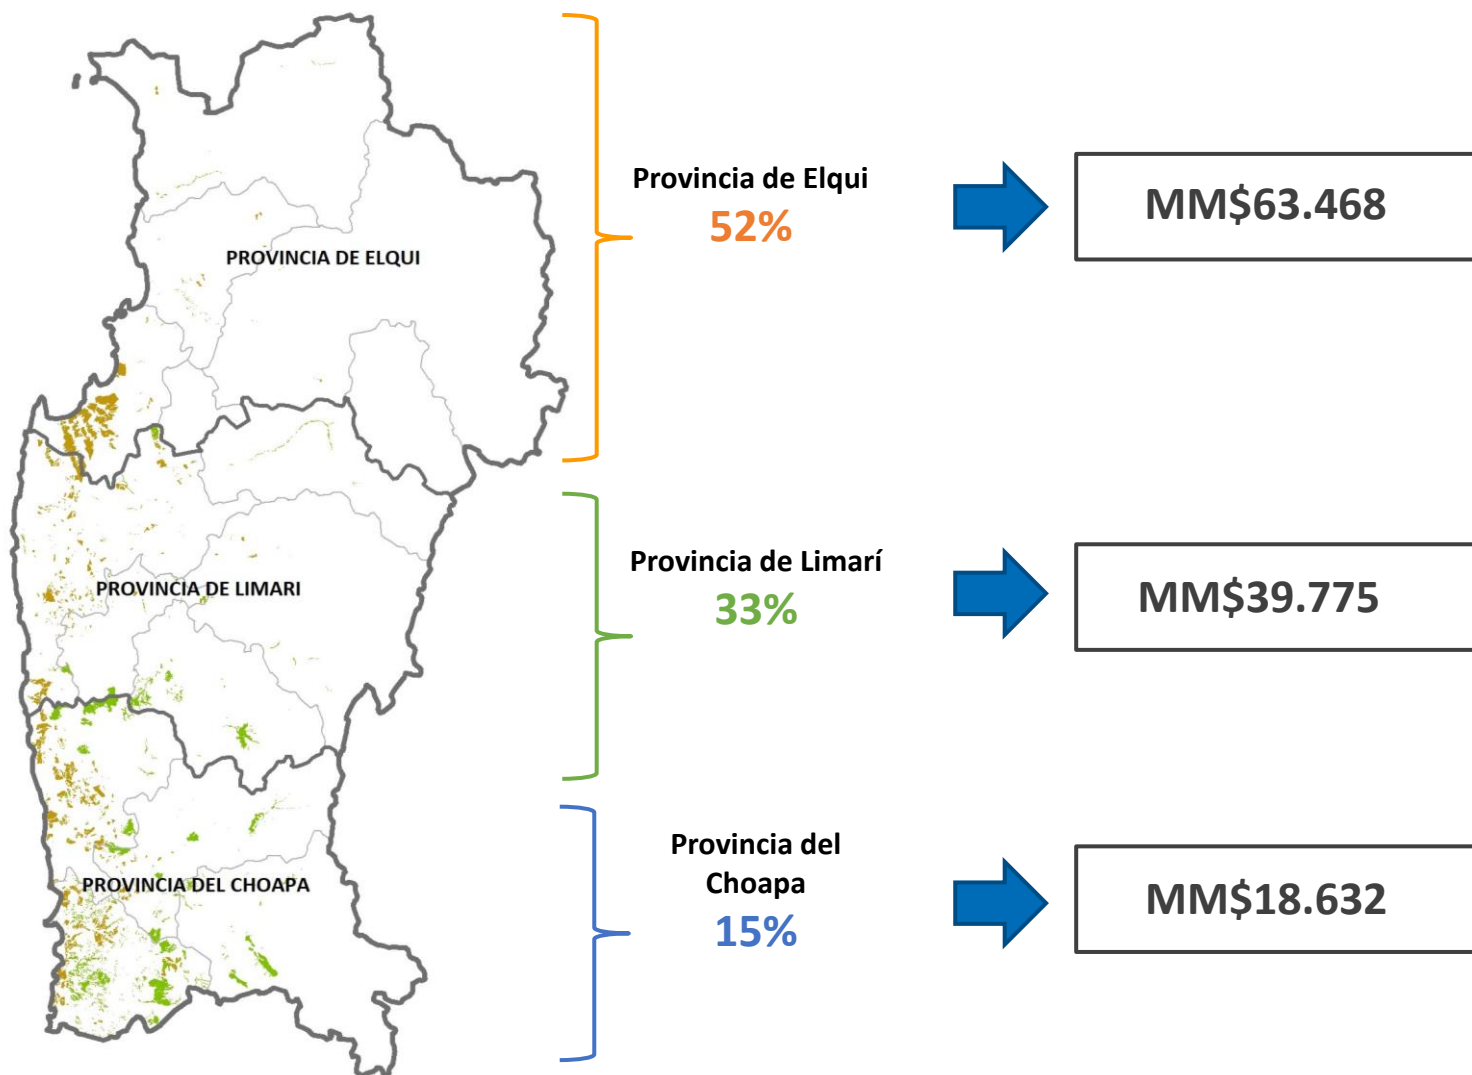 Provincia de Elqui
52%
MM$63.468
PROVINCIA DE ELQUI
Provincia de Limarí
33%
MM$39.775
PROVINCIA DE LIMARI
Provincia del
Choapa
15%
MM$18.632
PROVINCIA DEL CHOAPA